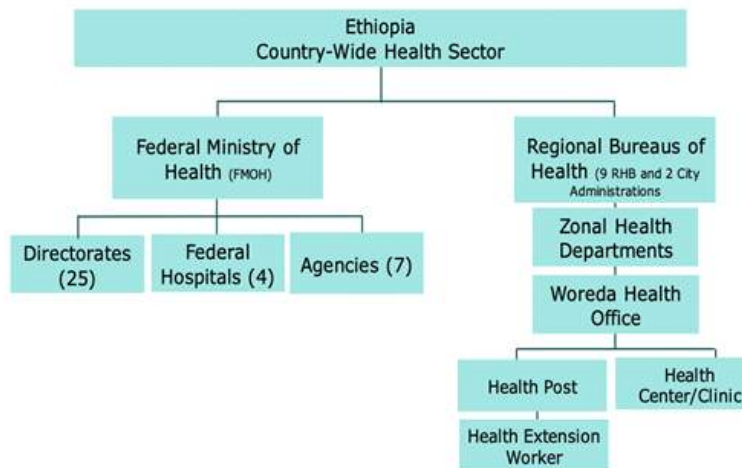 Ethiopia
Country-Wide Health Sector
Federal Ministry of
Health (FMOH)
Regional Bureaus of
Health (9 RHB and 2 City
Administrations
Directorates
(25)
Federal
Hospitals (4)
Agencies (7)
Zonal Health
Departments
Woreda Health
Office
Health Post
Health
Center/Clinic
Health Extension
Worker